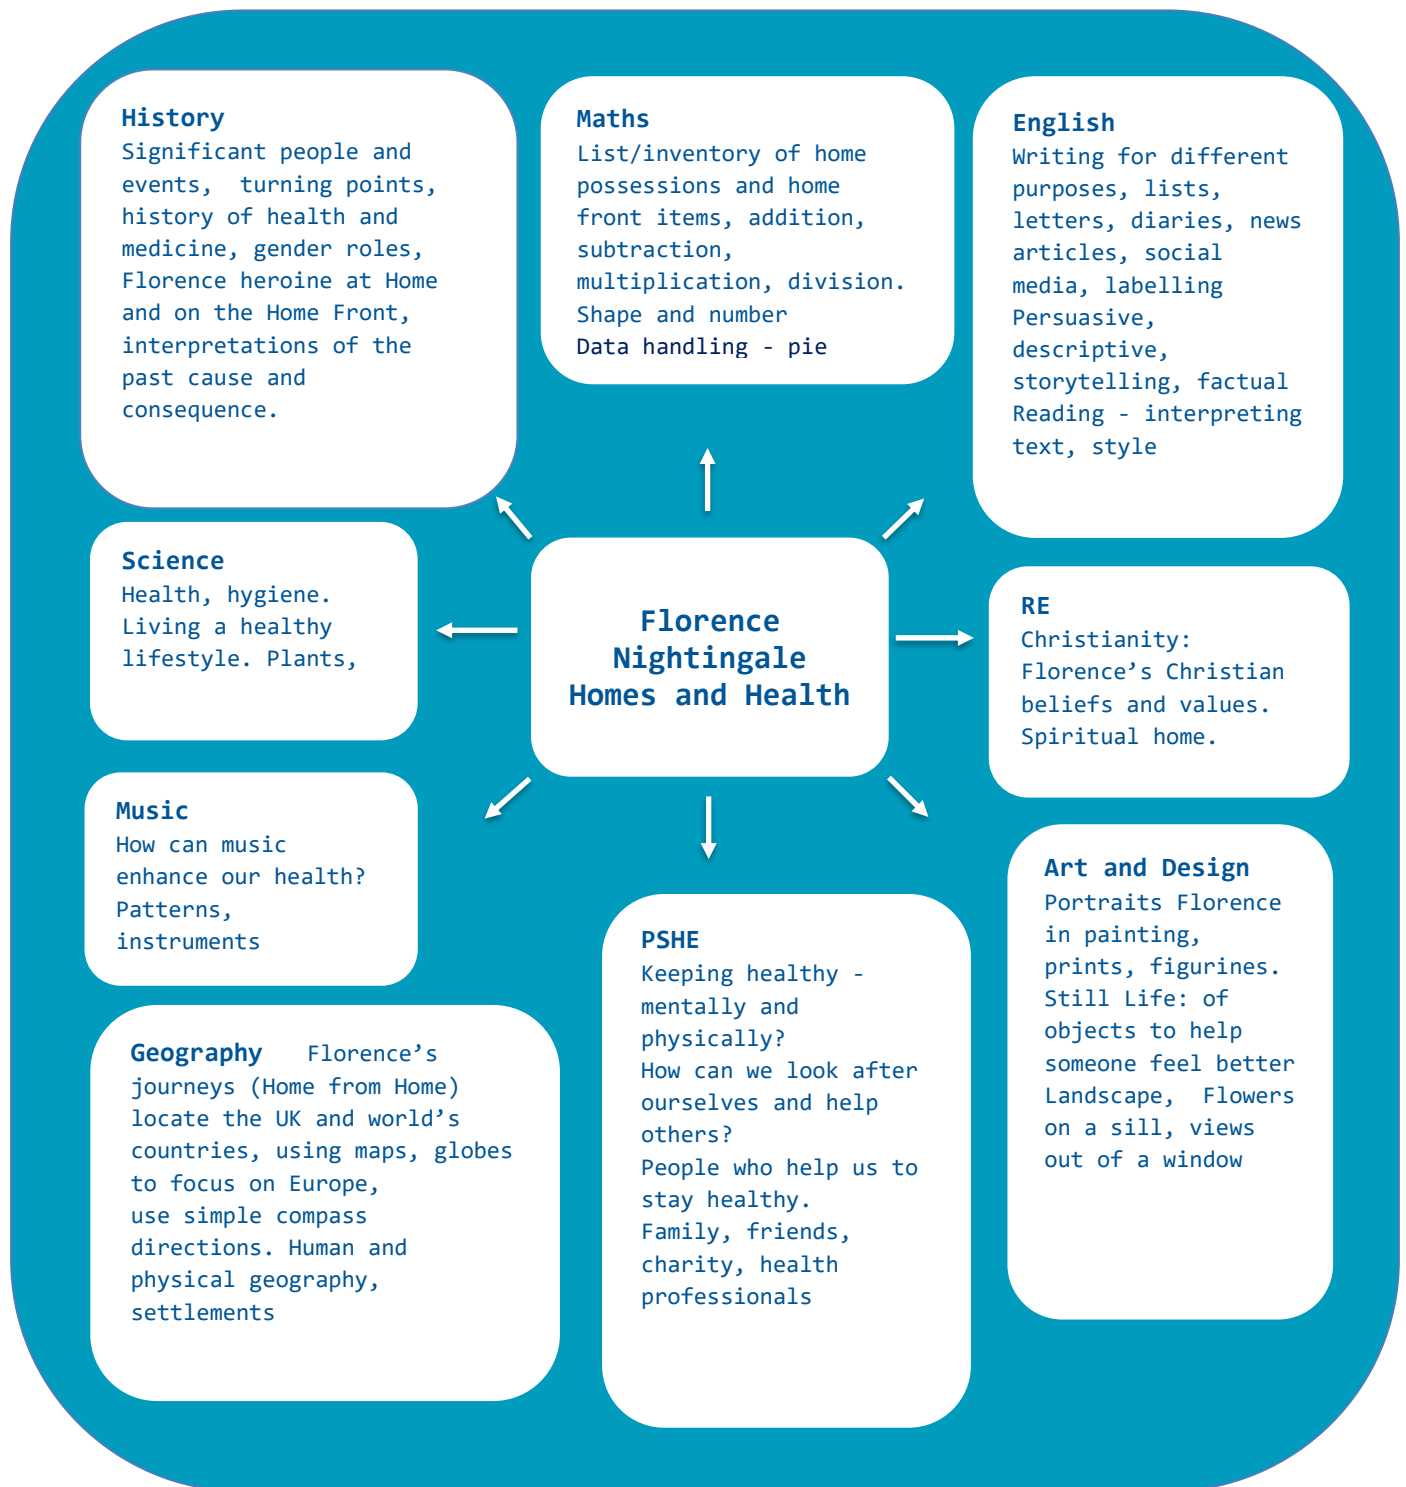 History
Significant people and
events,  turning points,
history of health and
medicine, gender roles,
Florence heroine at Home
and on the Home Front,
interpretations of the
past cause and
consequence.
Maths
List/inventory of home
possessions and home
front items, addition,
subtraction,
multiplication, division.
Shape and number
Data handling - pie
English
Writing for different
purposes, lists,
letters, diaries, news
articles, social
media, labelling
Persuasive,
descriptive,
storytelling, factual
Reading - interpreting
text, style
Science
Health, hygiene.
Living a healthy
lifestyle. Plants,
Florence
Nightingale
Homes and Health
RE
Christianity:
Florence’s Christian
beliefs and values.
Spiritual home.
Music
How can music
enhance our health?
Patterns,
instruments
PSHE
Keeping healthy -
mentally and
physically?
How can we look after
ourselves and help
others?
People who help us to
stay healthy.
Family, friends,
charity, health
professionals
Art and Design
Portraits Florence
in painting,
prints, figurines.
Still Life: of
objects to help
someone feel better
Landscape,  Flowers
on a sill, views
out of a window
Geography   Florence’s
journeys (Home from Home)
locate the UK and world’s
countries, using maps, globes
to focus on Europe,
use simple compass
directions. Human and
physical geography,
settlements